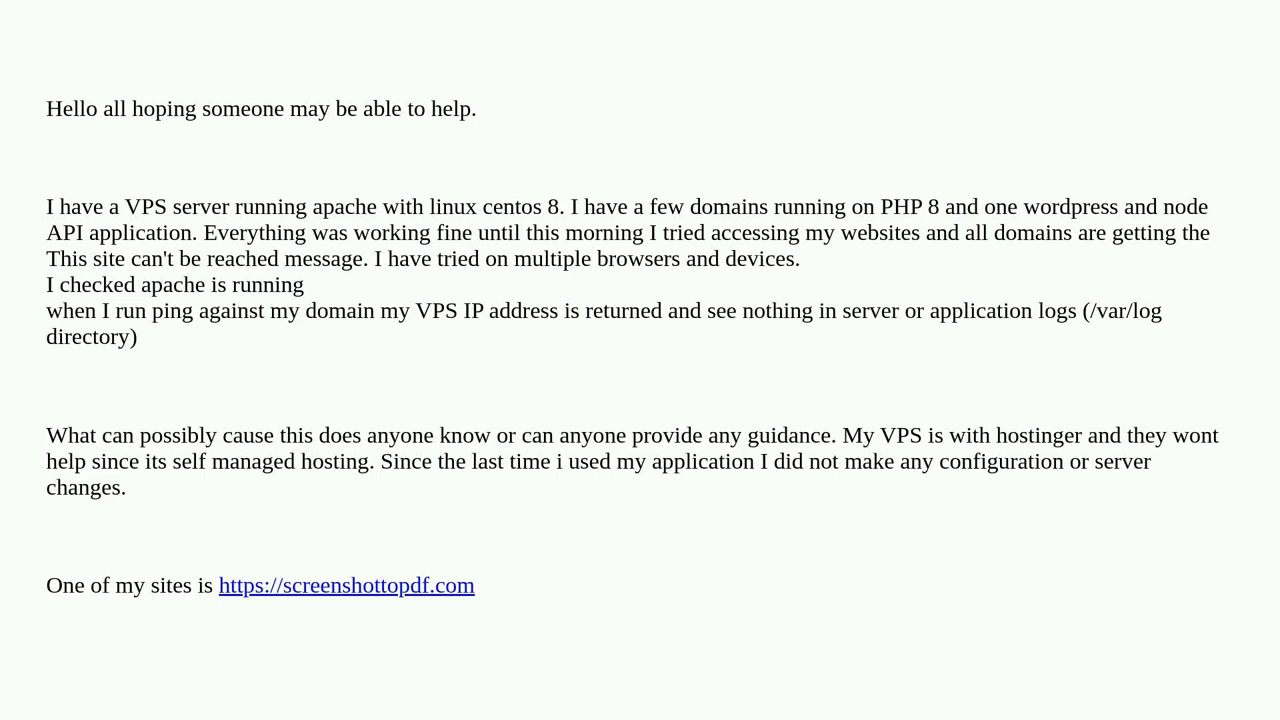 Hello all hoping someone may be able to help.
I have a VPS server running apache with linux centos 8. I have a few domains running on PHP 8 and one wordpress and node
API application. Everything was working fine until this morning I tried accessing my websites and all domains are getting the
This site can't be reached message. I have tried on multiple browsers and devices.
I checked apache is running
when I run ping against my domain my VPS IP address is returned and see nothing in server or application logs (/var/log
directory)
What can possibly cause this does anyone know or can anyone provide any guidance. My VPS is with hostinger and they wont
help since its self managed hosting. Since the last time i used my application I did not make any configuration or server
changes.
One of my sites is https://screenshottopdf.com